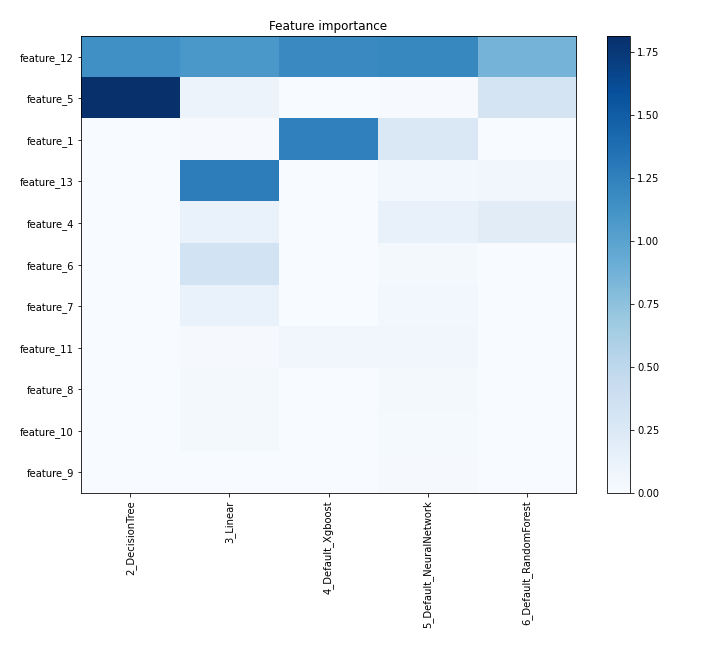 Feature importance
feature_12
feature_5
feature_1
feature_13
feature_4
feature_6
feature_7
feature_11
feature_8
feature_10
feature_9
2_DecisionTree
3_Linear
4_Default_Xgboost
5_Default_NeuralNetwork
6_Default_RandomForest
1.75
1.50
1.25
1.00
0.75
0.50
0.25
0.00